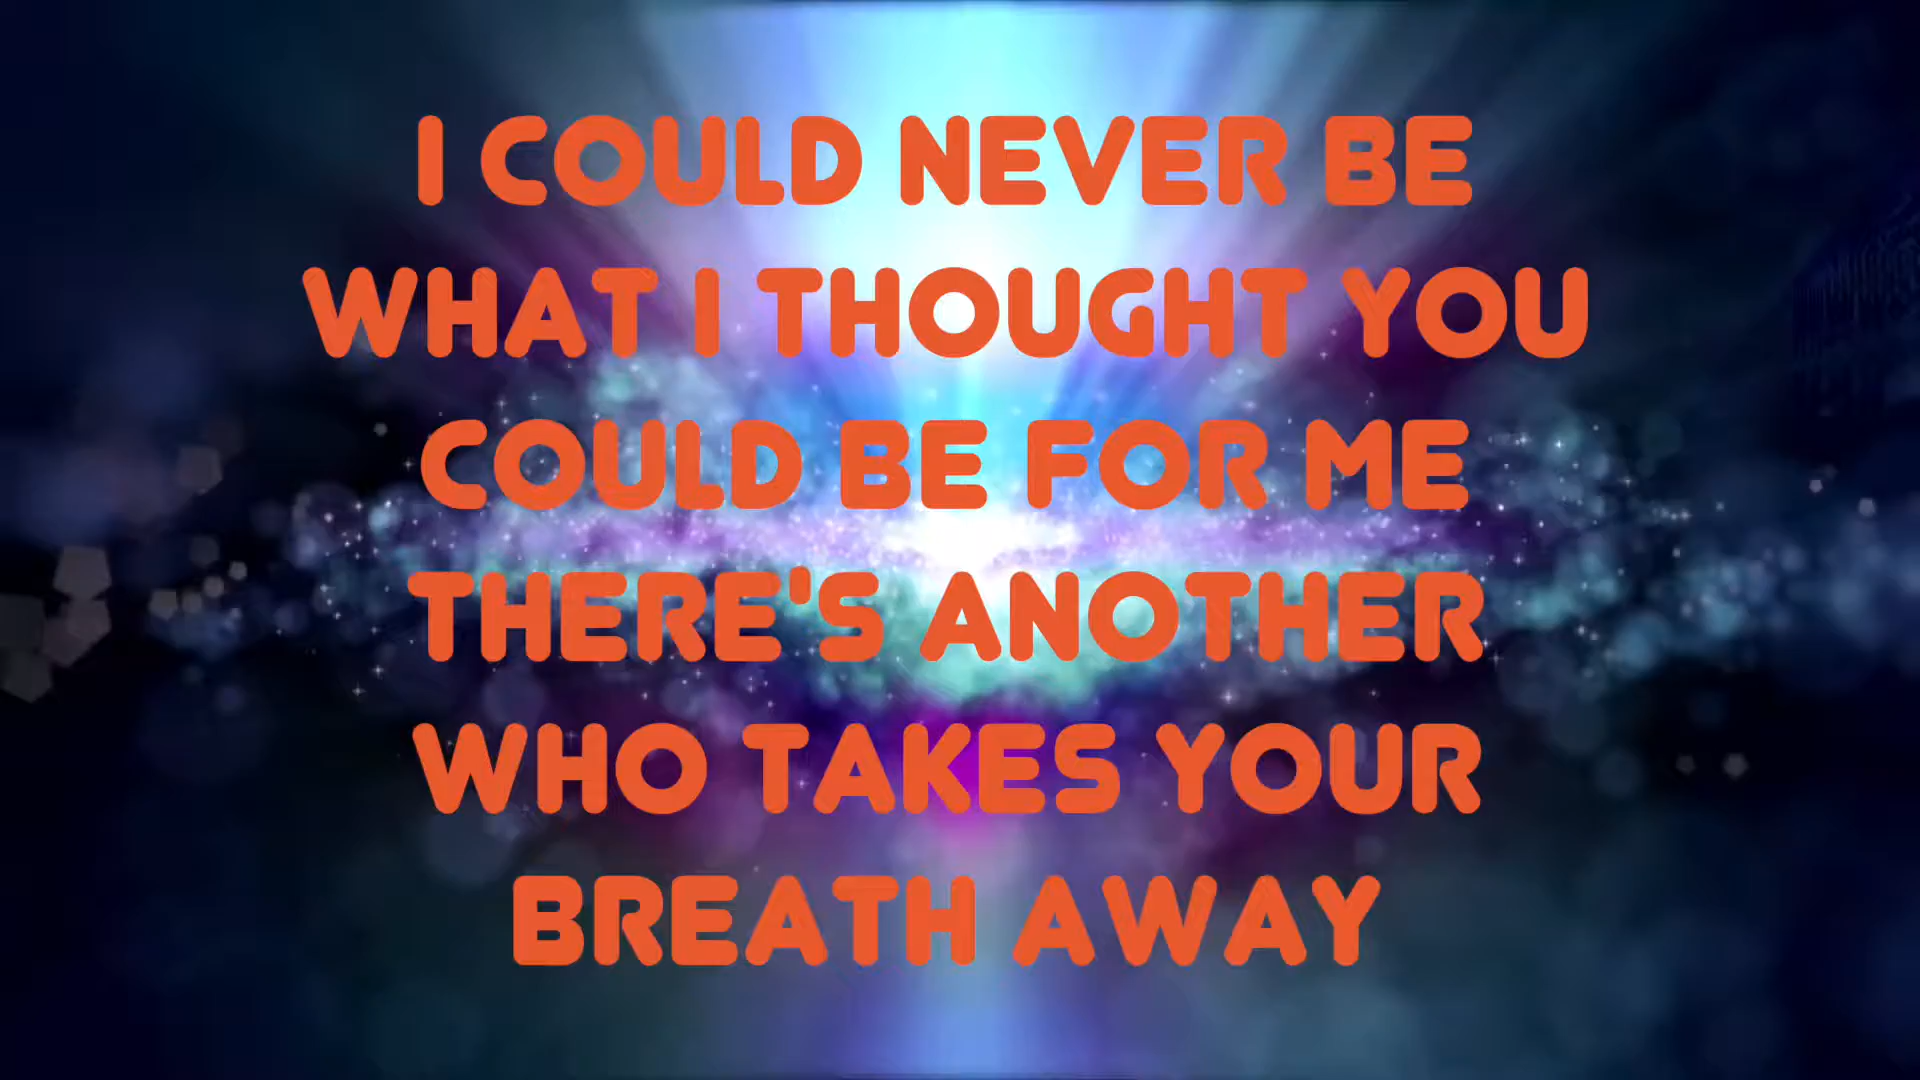 I COULD NEVER BE
WHAT I THOUGHT YOU
COULD BE FOR ME
THERE'S ANOTHER
WHO TAKES YOUR
BREATH AWAY